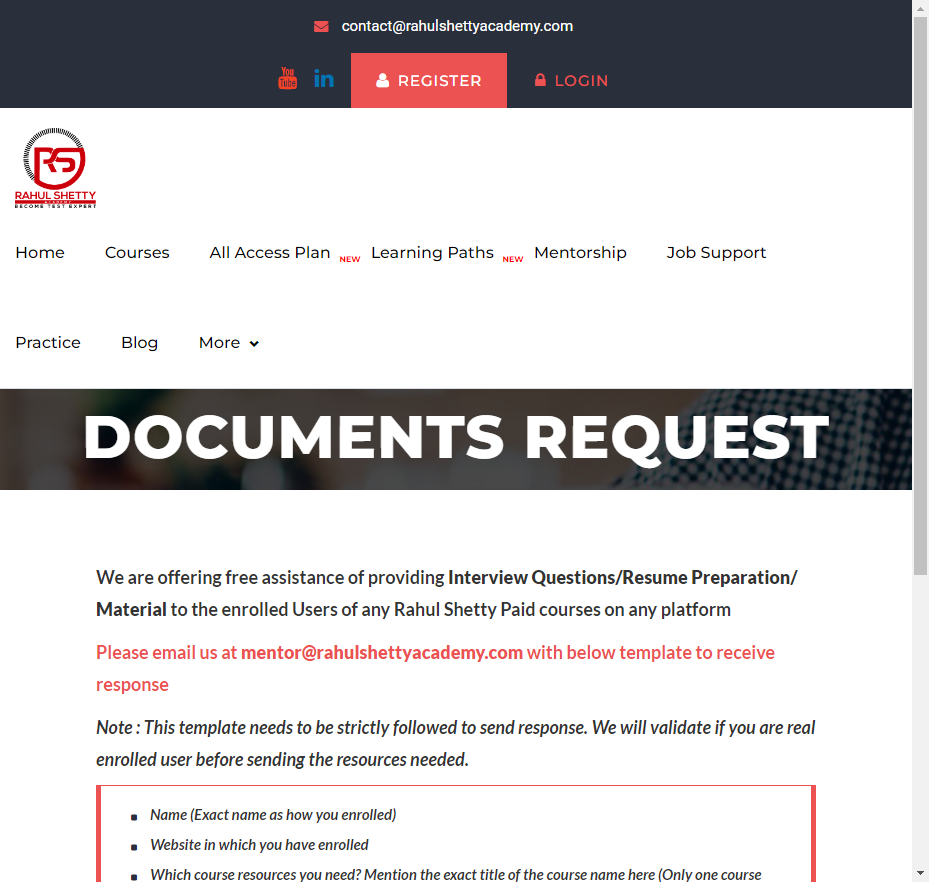 contact@rahulshettyacademy.com
You
Tube
in
REGISTER
LOGIN
RS
RAHUL SHETTY
ACADEMY
BECOME TEST EXPERT
Home
Courses
All Access Plan NEW
Learning Paths NEW
Mentorship
Job Support
Practice
Blog
More
DOCUMENTS REQUEST
We are offering free assistance of providing Interview Questions/Resume Preparation/
Material to the enrolled Users of any Rahul Shetty Paid courses on any platform
Please email us at mentor@rahulshettyacademy.com with below template to receive
response
Note : This template needs to be strictly followed to send response. We will validate if you are real
enrolled user before sending the resources needed.
Name (Exact name as how you enrolled)
Website in which you have enrolled
Which course resources you need? Mention the exact title of the course name here (Only one course